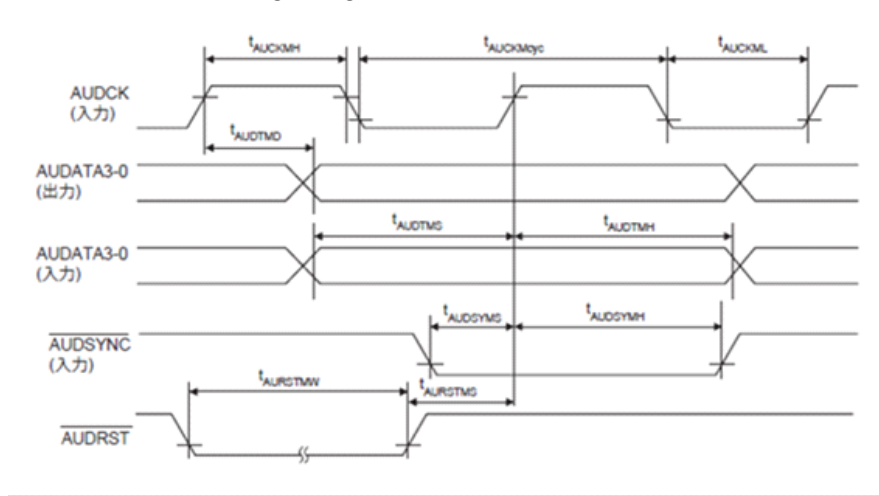 tAUCKMH
tAUCKMcyc
tAUCKML
AUDCK
(入力)
tAUDTMD
AUDATA3-0
(出力)
tAUDTMS
tAUDTMH
AUDATA3-0
(入力)
tAUDSYMS
tAUDSYMH
AUDSYNC
(入力)
tAURSTMW
tAURSTMS
AUDRST